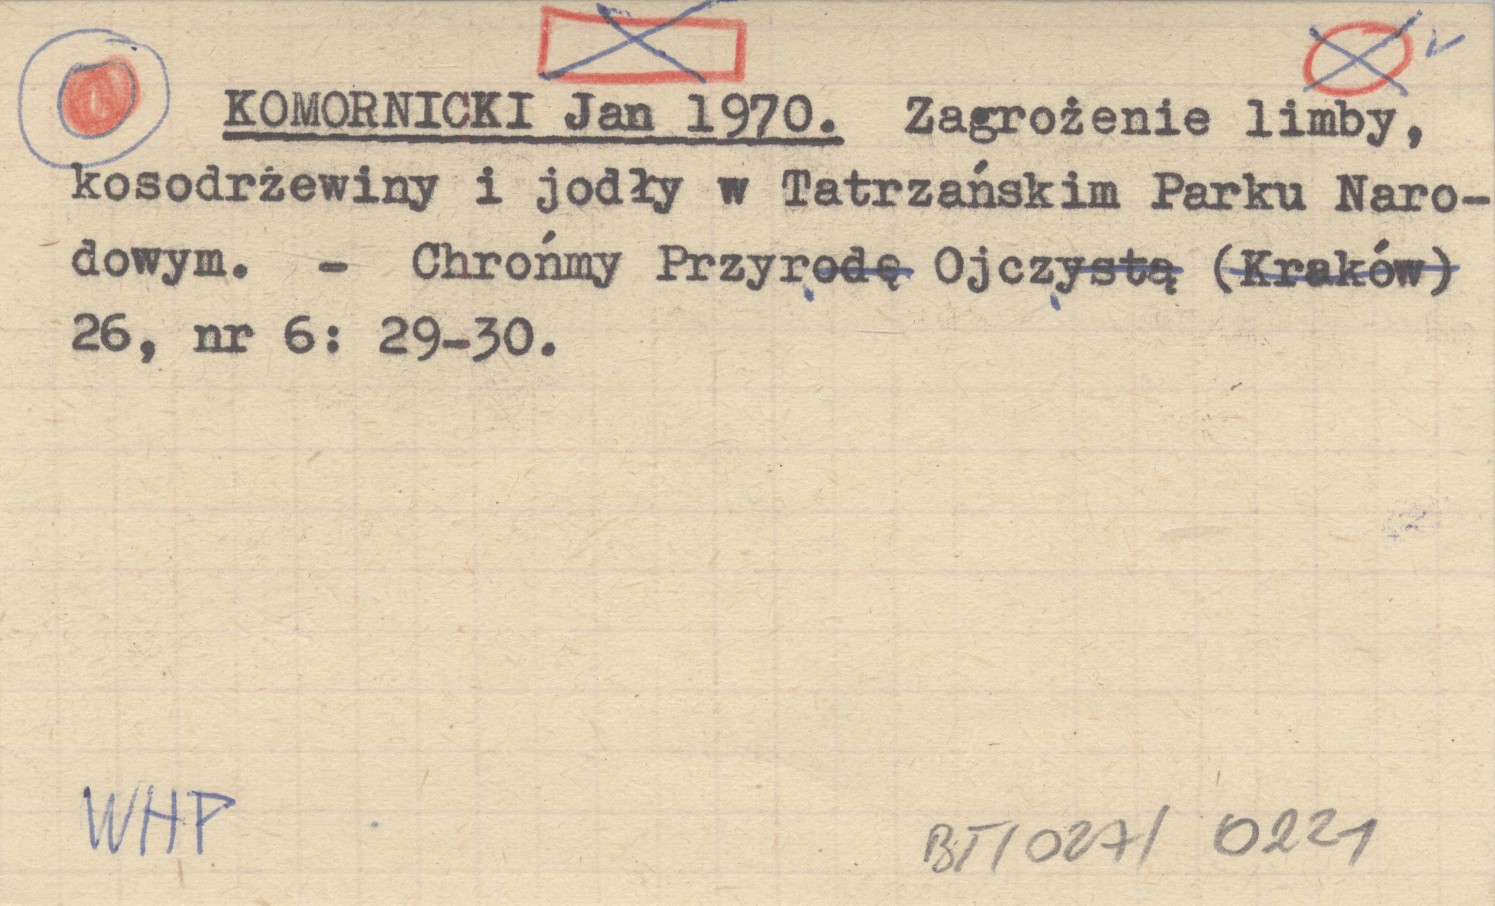 KOMORNICKI Jan 1970. Zagrożenie limby,
kosodrżewiny i jodły w Tatrzańskim Parku Naro-
dowym. - Chrońmy Przyrodę Ojczystą (Kraków)
26, nr 6: 29-30.
WHP
BT/027/ 0221